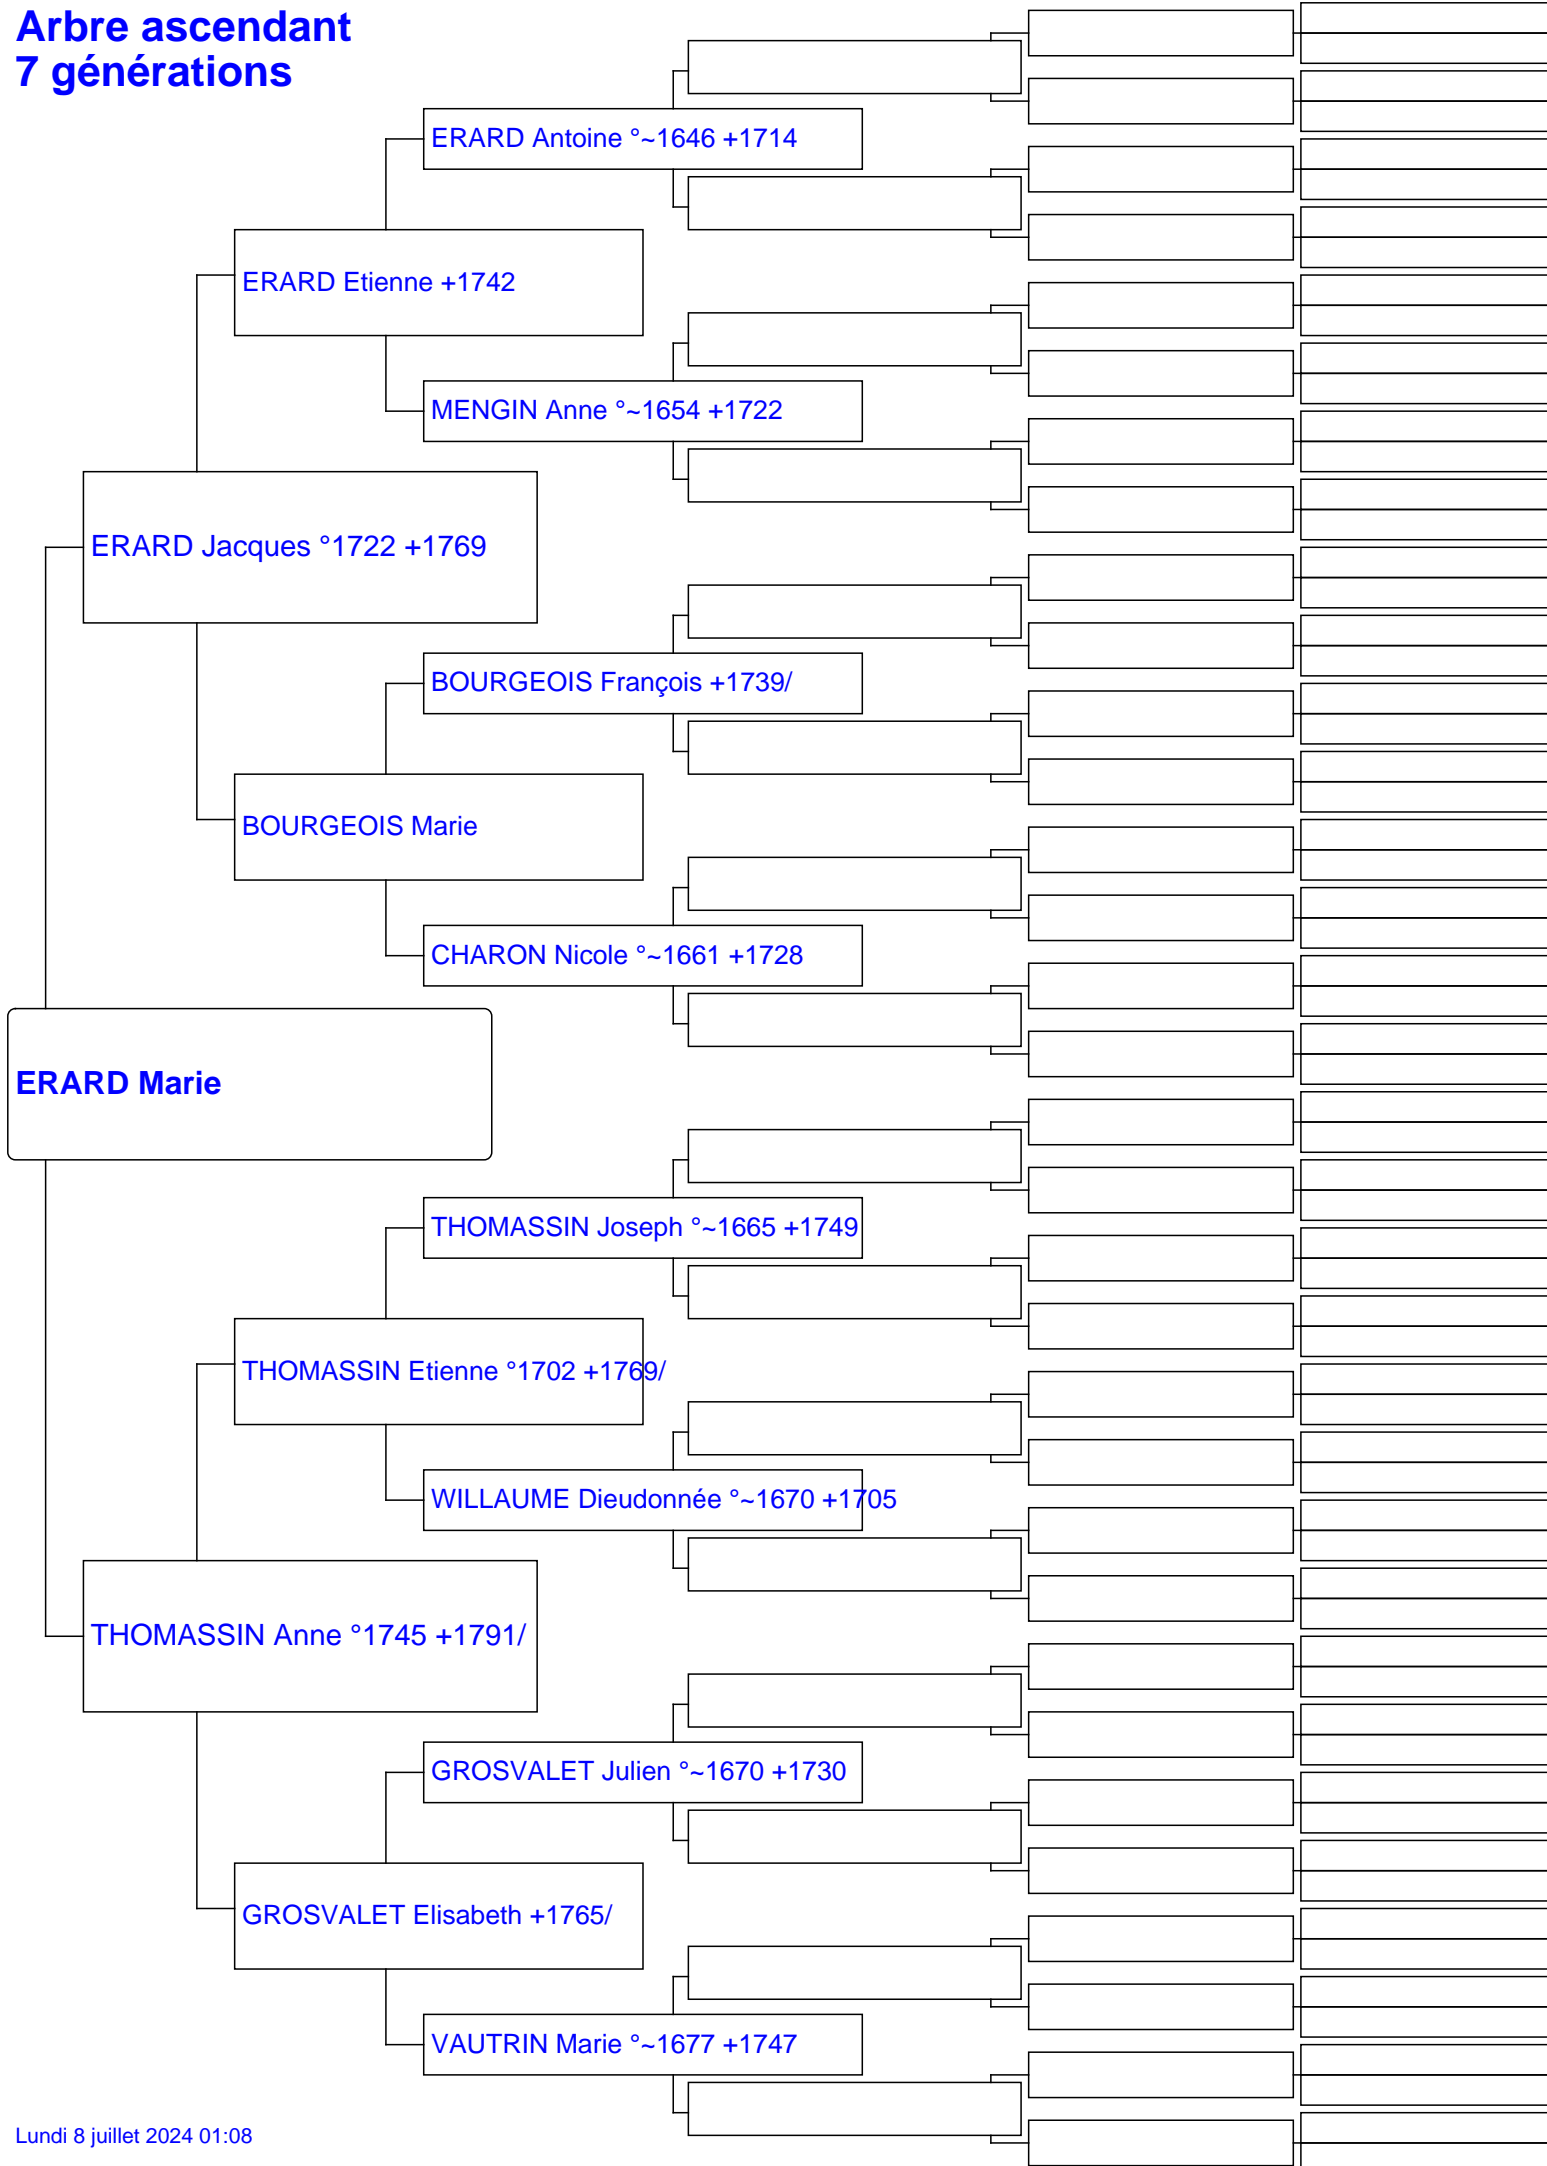 Arbre ascendant
7 générations
ERARD Antoine °~1646 +1714
ERARD Etienne +1742
MENGIN Anne °~1654 +1722
ERARD Jacques °1722 +1769
BOURGEOIS François +1739/
BOURGEOIS Marie
CHARON Nicole °~1661 +1728
ERARD Marie
THOMASSIN Joseph °~1665 +1749
THOMASSIN Etienne °1702 +1769/
WILLAUME Dieudonnée °~1670 +1705
THOMASSIN Anne °1745 +1791/
GROSVALET Julien °~1670 +1730
GROSVALET Elisabeth +1765/
VAUTRIN Marie °~1677 +1747
Lundi 8 juillet 2024 01:08